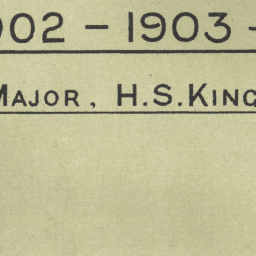 902 – 1903 –
MAJOR, H.S. KING